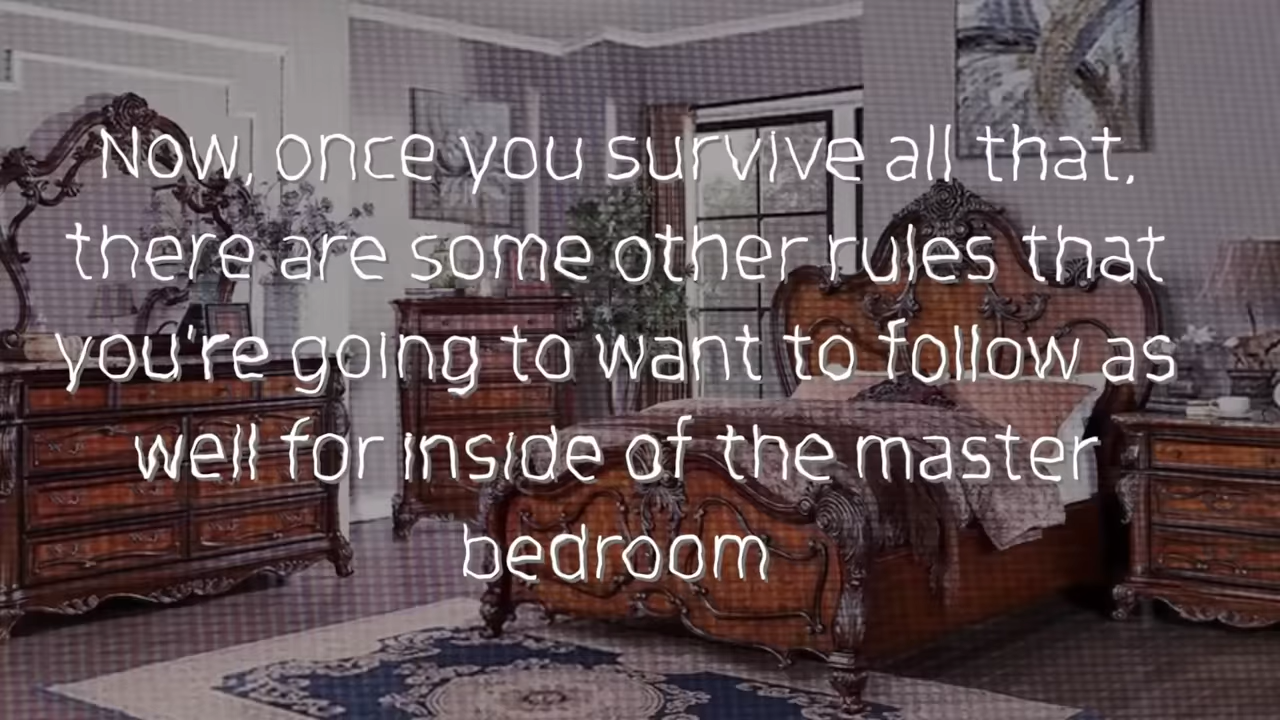 Now, once you survive all that,
there are some other rules that
you're going to want to follow as
well for inside of the master
bedroom